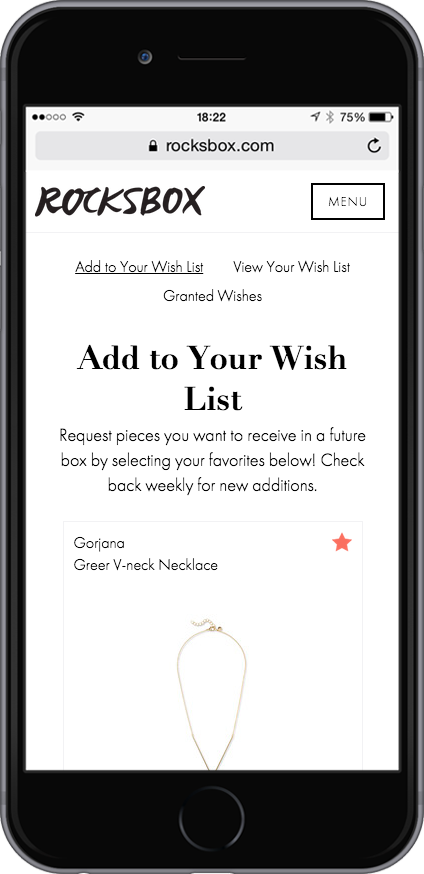 18:22
75%
rocksbox.com
ROCKSBOX
MENU
Add to Your Wish List View Your Wish List
Granted Wishes
Add to Your Wish
List
Request pieces you want to receive in a future
box by selecting your favorites below! Check
back weekly for new additions.
Gorjana
Greer V-neck Necklace